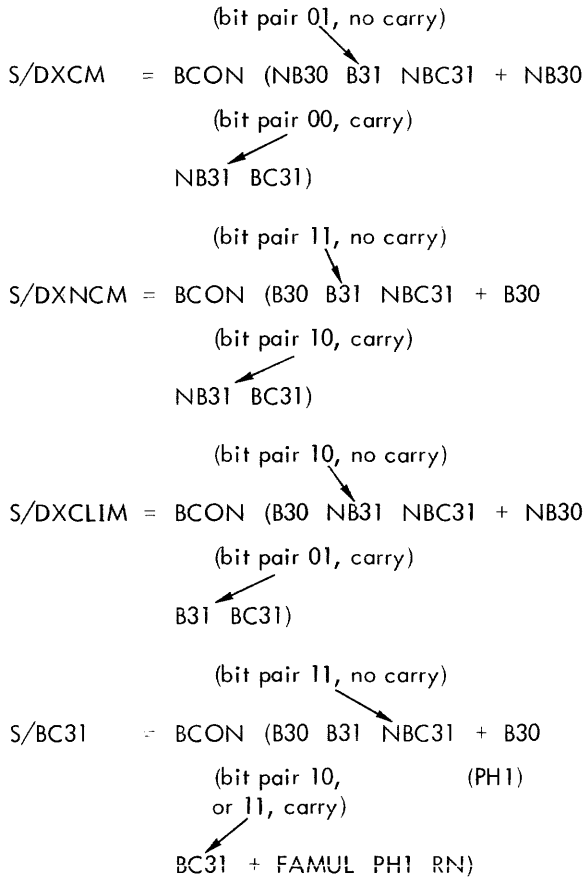 (bit pair 01, no carry)
S/DXCM = BCON (NB30 B31 NBC31 + NB30
(bit pair 00, carry)
NB31 BC31)
(bit pair 11, no carry)
S/DXNCM = BCON (B30 B31 NBC31 + B30
(bit pair 10, carry)
NB31 BC31)
(bit pair 10, no carry)
S/DXCLIM = BCON (B30 NB31 NBC31 + NB30
(bit pair 01, carry)
B31 BC31)
(bit pair 11, no carry)
S/BC31 = BCON (B30 B31 NBC31 + B30
(bit pair 10, (PH1)
or 11, carry)
BC31 + FAMUL PH1 RN)